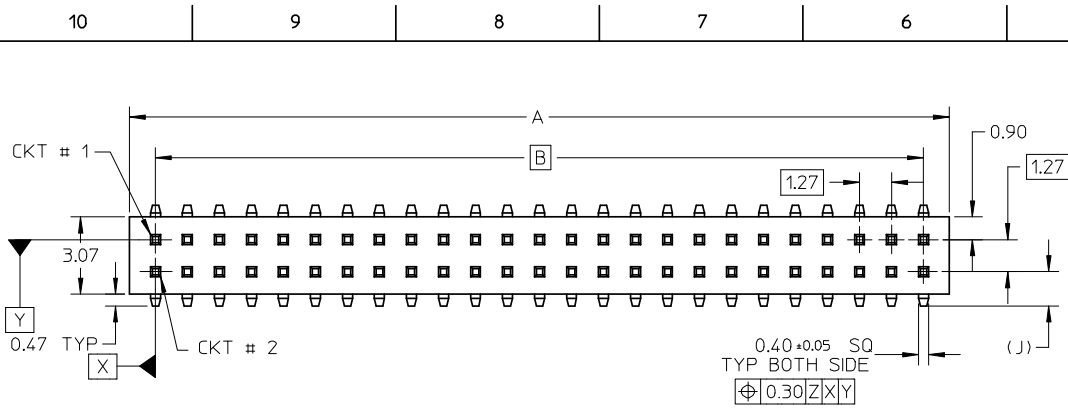 10 9 8 7 6
A
CKT # 1
0.90
B
1.27
1.27
3.07
Y
0.47 TYP
X
CKT # 2
0.40 ±0.05 SQ
TYP BOTH SIDE
⌖ 0.30 Z X Y
(J)